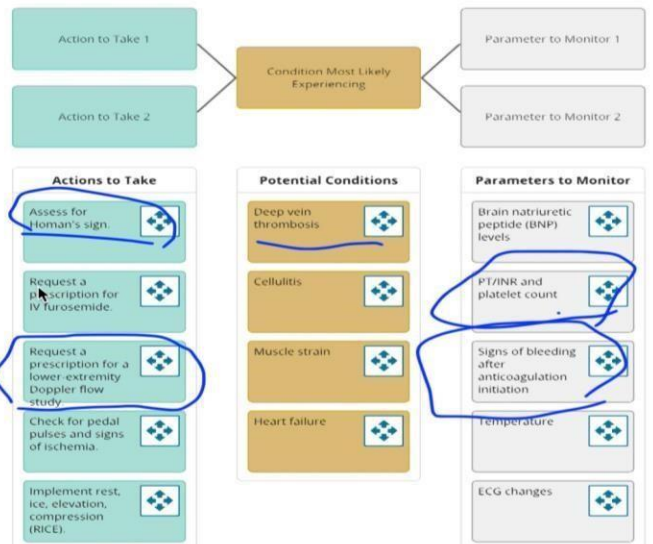 Action to Take 1
Action to Take 2
Condition Most Likely
Experiencing
Parameter to Monitor 1
Parameter to Monitor 2
Actions to Take
Assess for
Homan's sign.
Request a
prescription for
IV furosemide.
Request a
prescription for a
lower-extremity
Doppler flow
study.
Check for pedal
pulses and signs
of ischemia.
Implement rest,
ice, elevation,
compression
(RICE).
Potential Conditions
Deep vein
thrombosis
Cellulitis
Muscle strain
Heart failure
Parameters to Monitor
Brain natriuretic
peptide (BNP)
levels
PT/INR and
platelet count
Signs of bleeding
after
anticoagulation
initiation
Temperature
ECG changes